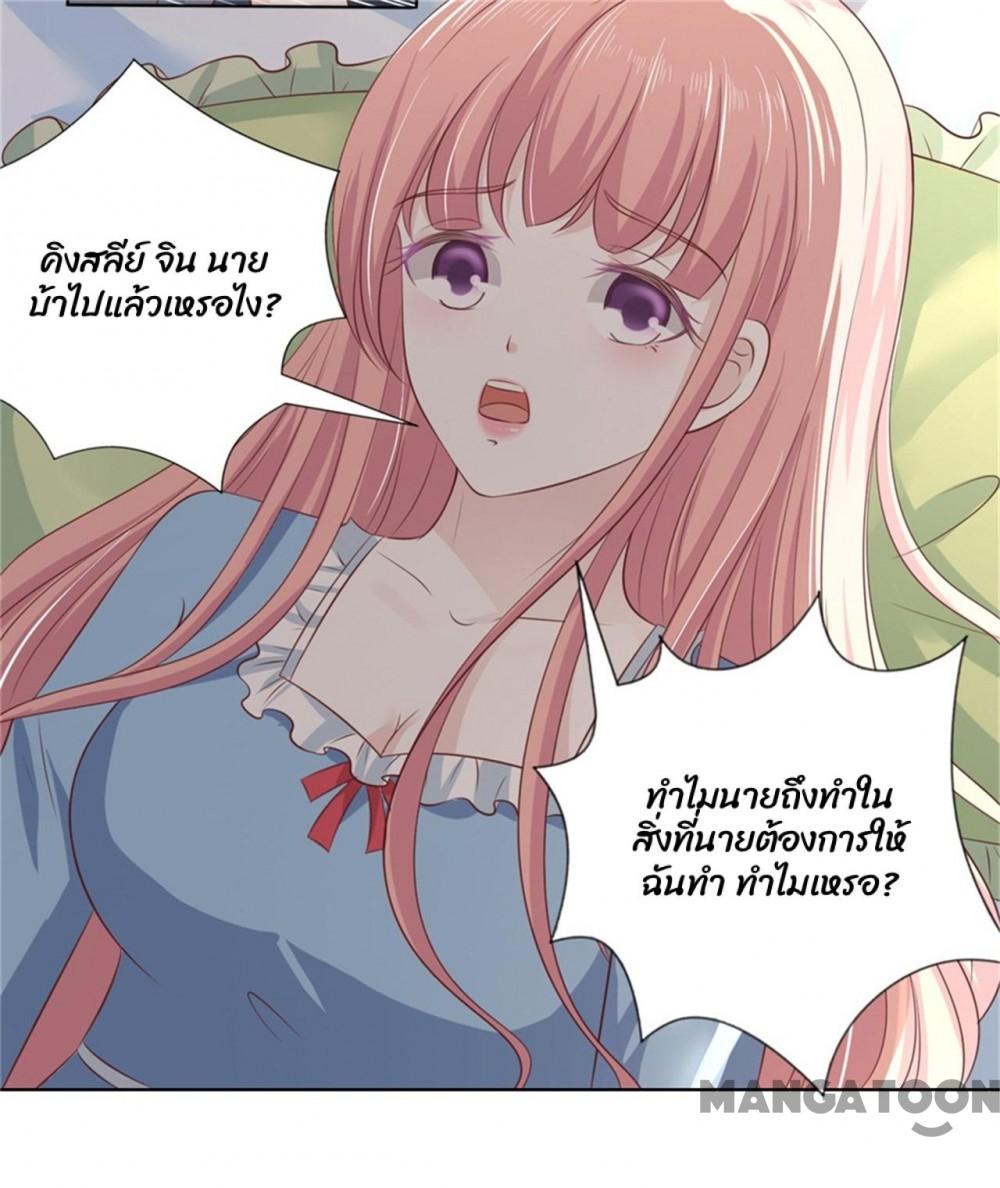 คิงสลีย์ จิน นาย
บ้าไปแล้วเหรอไง?
ทำไมนายถึงทำใน
สิ่งที่นายต้องการให้
ฉันทำ ทำไมเหรอ?
MANGATOON